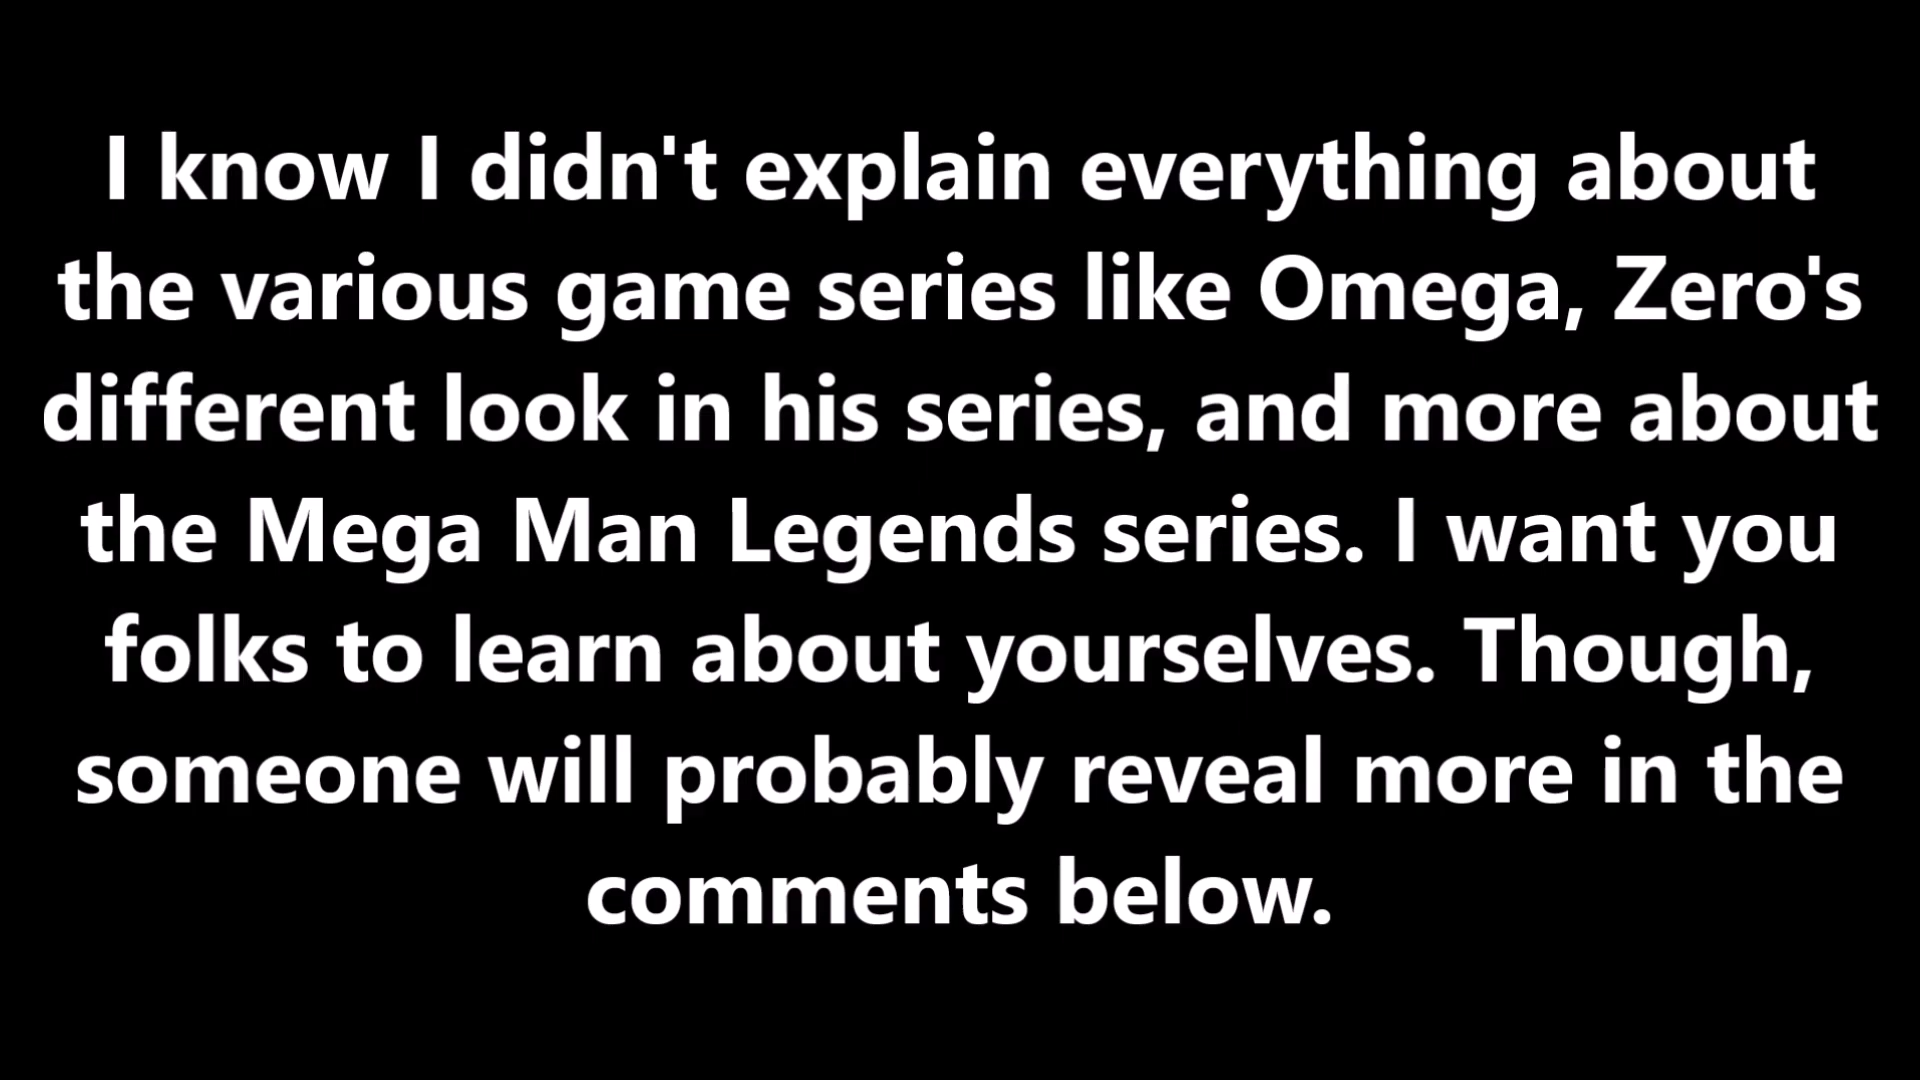 I know I didn't explain everything about
the various game series like Omega, Zero's
different look in his series, and more about
the Mega Man Legends series. I want you
folks to learn about yourselves. Though,
someone will probably reveal more in the
comments below.